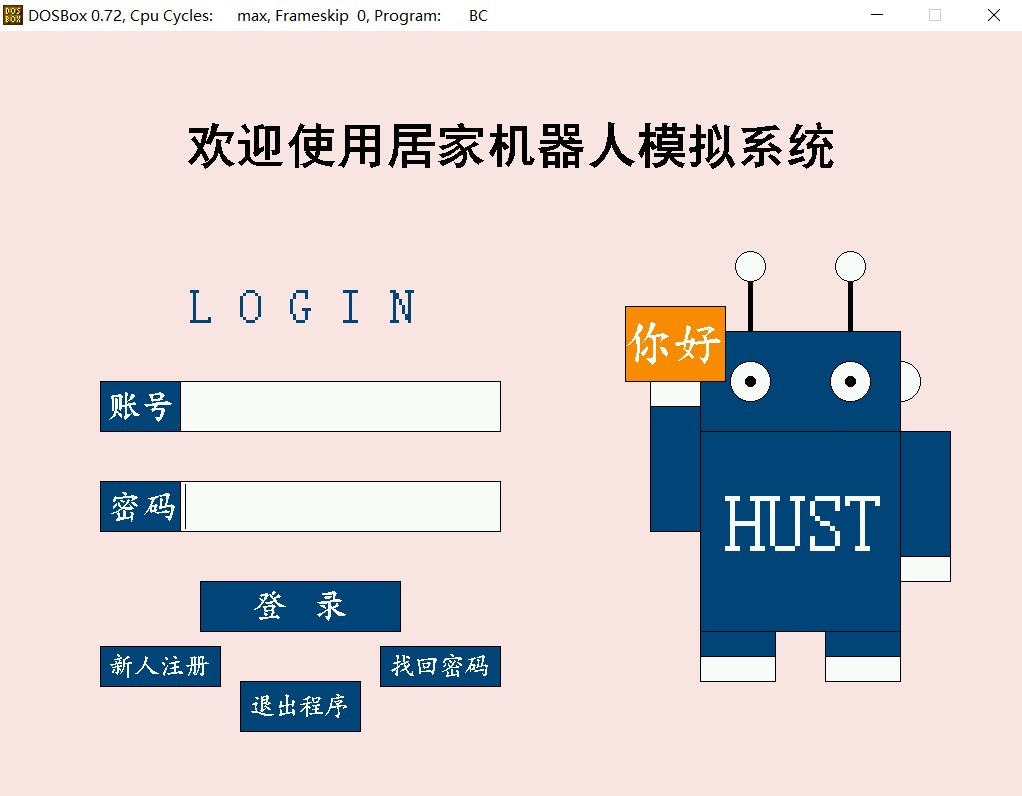 DOSBox 0.72, Cpu Cycles: max, Frameskip 0, Program: BC
欢迎使用居家机器人模拟系统
LOGIN
你好
账号
密码
HUST
登 录
新人注册
找回密码
退出程序